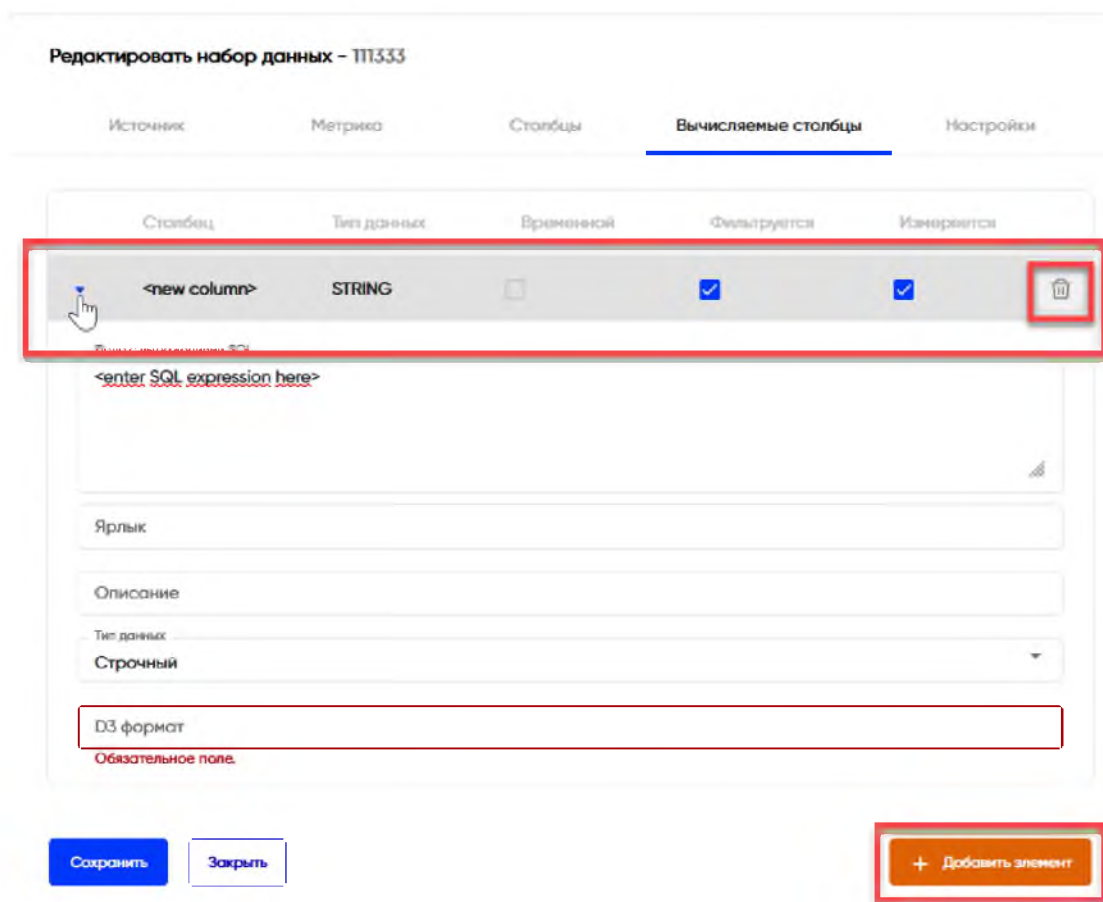 Редактировать набор данных - 111333
Источник Метрика Столбцы Вычисляемые столбцы Настройки
Столбец Тип данных Временной Фильтруется Измеряется
<new column> STRING
SQL
<enter SQL expression here>
Ярлык
Описание
Тип данных
Строчный
D3 формат
Обязательное поле.
Сохранить Закрыть + Добавить элемент